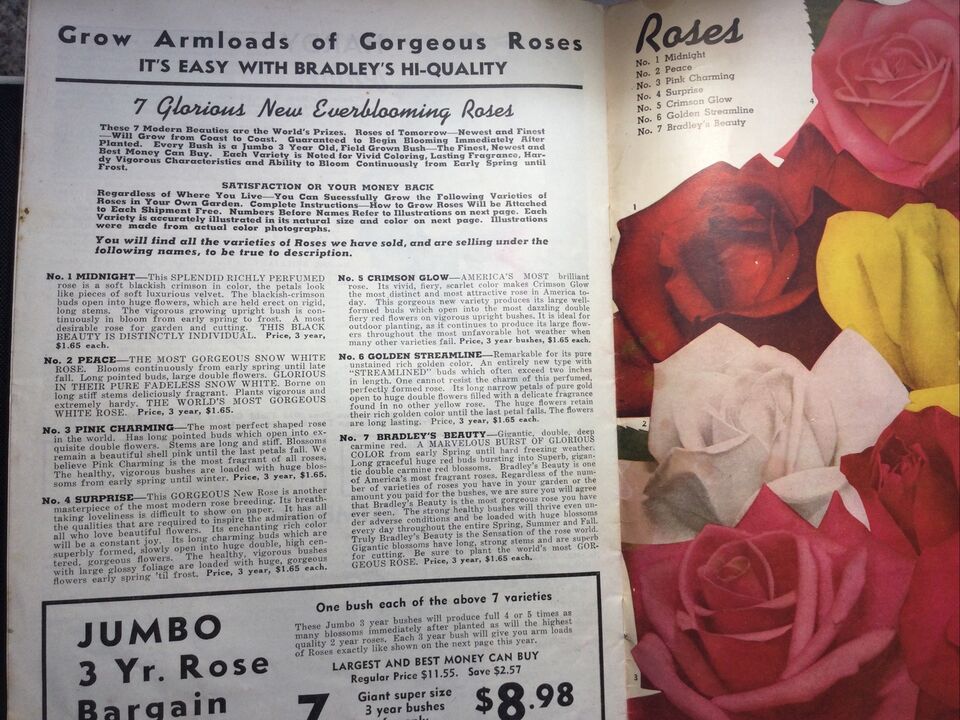 Grow Armloads of Gorgeous Roses
IT'S EASY WITH BRADLEY'S HI-QUALITY
7 Glorious New Everblooming Roses
These 7 Modern Beauties are the World's Prizes. Roses of Tomorrow—Newest and Finest
—Will Grow from Coast to Coast. Guaranteed to Begin Blooming Immediately After
Planted. Every Bush is a Jumbo 3 Year Old, Field Grown Bush—The Finest, Newest and
Best Money Can Buy. Each Variety is Noted for Vivid Coloring, Lasting Fragrance, Har-
dy Vigorous Characteristics and Ability to Bloom Continuously from Early Spring until
Frost.
SATISFACTION OR YOUR MONEY BACK
Regardless of Where You Live—You Can Sucessfully Grow the Following Varieties of
Roses in Your Own Garden. Complete Instructions—How to Grow Roses Will be Attached
to Each Shipment Free. Numbers Before Names Refer to Illustrations on next page. Each
Variety is accurately illustrated in its natural size and color on next page. Illustrations
were made from actual color photographs.
You will find all the varieties of Roses we have sold, and are selling under the
following names, to be true to description.
No. 1 MIDNIGHT—This SPLENDID RICHLY PERFUMED
rose is a soft blackish crimson in color, the petals look
like pieces of soft luxurious velvet. The blackish-crimson
buds open into huge flowers, which are held erect on rigid,
long stems. The vigorous growing upright bush is con-
tinuously in bloom from early spring to frost. A most
desirable rose for garden and cutting. THIS BLACK
BEAUTY IS DISTINCTLY INDIVIDUAL. Price, 3 year,
$1.65 each.
No. 2 PEACE—THE MOST GORGEOUS SNOW WHITE
ROSE. Blooms continuously from early spring until late
fall. Long pointed buds, large double flowers. GLORIOUS
IN THEIR PURE FADELESS SNOW WHITE. Borne on
long stiff stems deliciously fragrant. Plants vigorous and
extremely hardy. THE WORLD'S MOST GORGEOUS
WHITE ROSE. Price, 3 year, $1.65.
No. 3 PINK CHARMING—The most perfect shaped rose
in the world. Has long pointed buds which open into ex-
quisite double flowers. Stems are long and stiff. Blossoms
remain a beautiful shell pink until the last petals fall. We
believe Pink Charming is the most fragrant of all roses.
The healthy, vigorous bushes are loaded with huge blos-
soms from early spring until winter. Price, 3 year, $1.65.
No. 4 SURPRISE—This GORGEOUS New Rose is another
masterpiece of the most modern rose breeding. Its breath-
taking loveliness is difficult to show on paper. It has all
the qualities that are required to inspire the admiration of
all who love beautiful flowers. Its enchanting rich color
will be a constant joy. Its long charming buds which are
superbly formed, slowly open into huge double, high cen-
tered, gorgeous flowers. The healthy, vigorous bushes
with large glossy foliage are loaded with huge, gorgeous
flowers early spring 'til frost. Price, 3 year, $1.65 each.
No. 5 CRIMSON GLOW—AMERICA'S MOST brilliant
rose. Its vivid, fiery, scarlet color makes Crimson Glow
the most distinct and most attractive rose in America to-
day. This gorgeous new variety produces its large well-
formed buds which open into the most dazzling double
fiery red flowers on vigorous upright bushes. It is ideal for
outdoor planting, as it continues to produce its large flow-
ers throughout the most unfavorable hot weather when
many other varieties fail. Price, 3 year bushes, $1.65 each.
No. 6 GOLDEN STREAMLINE—Remarkable for its pure
unstained rich golden color. An entirely new type with
"STREAMLINED" buds which often exceed two inches
in length. One cannot resist the charm of this perfumed,
perfectly formed rose. Its long narrow petals of pure gold
open to huge double flowers filled with a delicate fragrance
found in no other yellow rose. The huge flowers retain
their rich golden color until the last petal falls. The flowers
are long lasting. Price, 3 year, $1.65 each.
No. 7 BRADLEY'S BEAUTY—Gigantic, double, deep
carmine red. A MARVELOUS BURST OF GLORIOUS
COLOR from early Spring until hard freezing weather.
Long graceful huge red buds bursting into Superb, gigan-
tic double carmine red blossoms. Bradley's Beauty is one
of America's most fragrant roses. Regardless of the num-
ber of varieties of roses you have in your garden or the
amount you paid for the bushes, we are sure you will agree
that Bradley's Beauty is the most gorgeous rose you have
ever seen. The strong healthy bushes will thrive even un-
der adverse conditions and be loaded with huge blossoms
every day throughout the entire Spring, Summer and Fall.
Truly Bradley's Beauty is the Sensation of the rose world.
Gigantic blossoms have long, strong stems and are superb
for cutting. Be sure to plant the world's most GOR-
GEOUS ROSE. Price, 3 year, $1.65 each.
JUMBO
3 Yr. Rose
Bargain
One bush each of the above 7 varieties
These Jumbo 3 year bushes will produce full 4 or 5 times as
many blossoms immediately after planted as will the highest
quality 2 year roses. Each 3 year bush will give you arm loads
of Roses exactly like shown on the next page this year.
LARGEST AND BEST MONEY CAN BUY
Regular Price $11.55. Save $2.57
7 Giant super size $8.98
3 year bushes
Roses
No. 1 Midnight
No. 2 Peace
No. 3 Pink Charming
No. 4 Surprise
No. 5 Crimson Glow
No. 6 Golden Streamline
No. 7 Bradley's Beauty
4
1
2
3